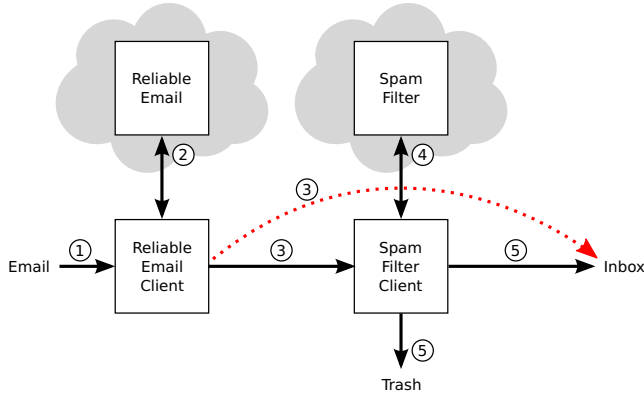 Reliable
Email
Spam
Filter
2
4
3
1
Email
Reliable
Email
Client
3
Spam
Filter
Client
5
Inbox
5
Trash